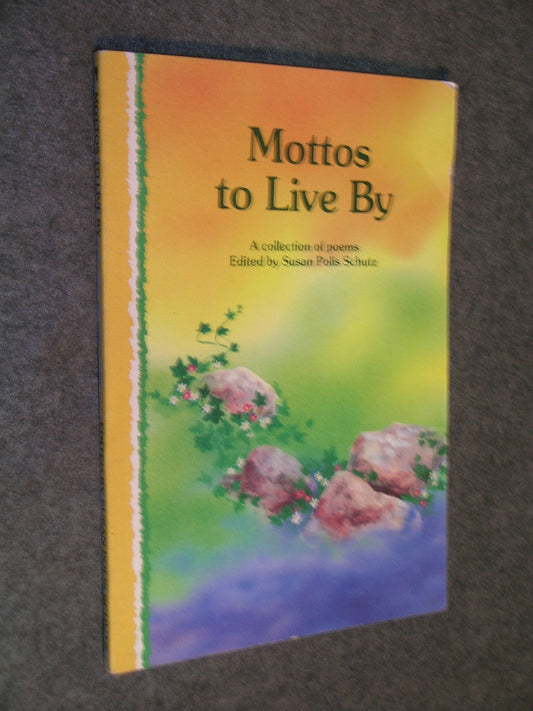 Mottos
to Live By
A collection of poems
Edited by Susan Polis Schutz